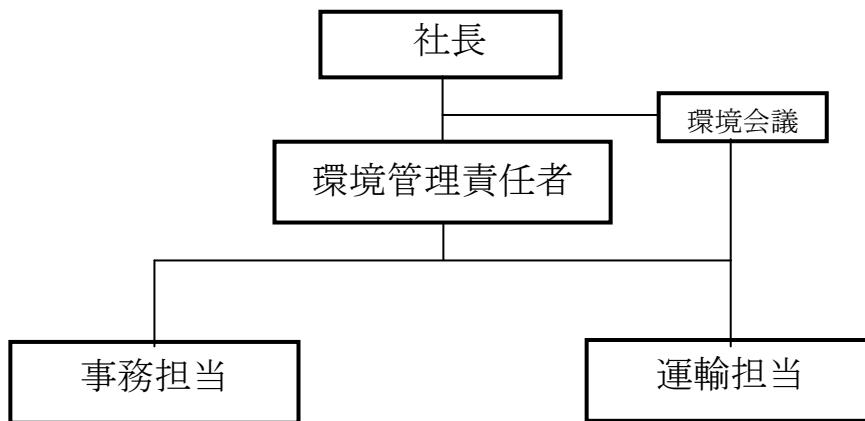 社長
環境会議
環境管理責任者
事務担当
運輸担当